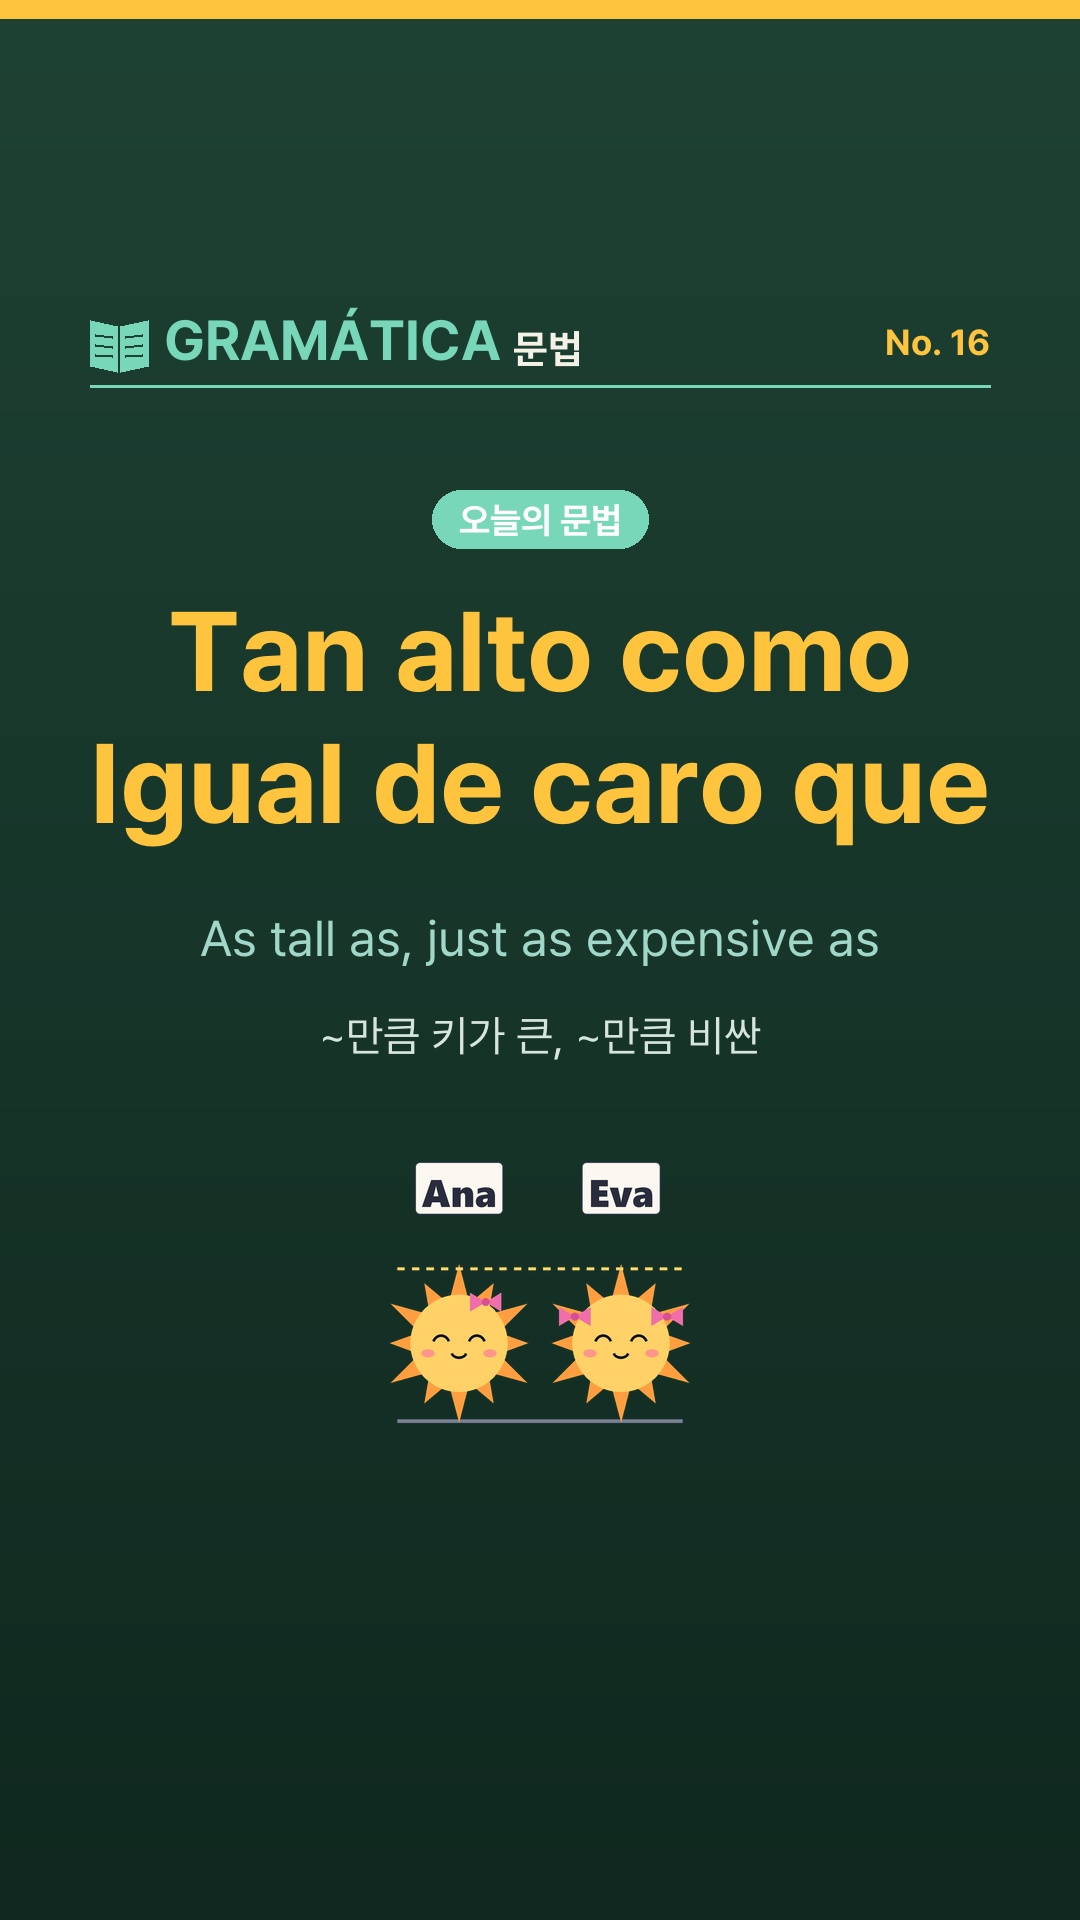 GRAMÁTICA 문법
No. 16
오늘의 문법
Tan alto como
Igual de caro que
As tall as, just as expensive as
~만큼 키가 큰, ~만큼 비싼
Ana Eva